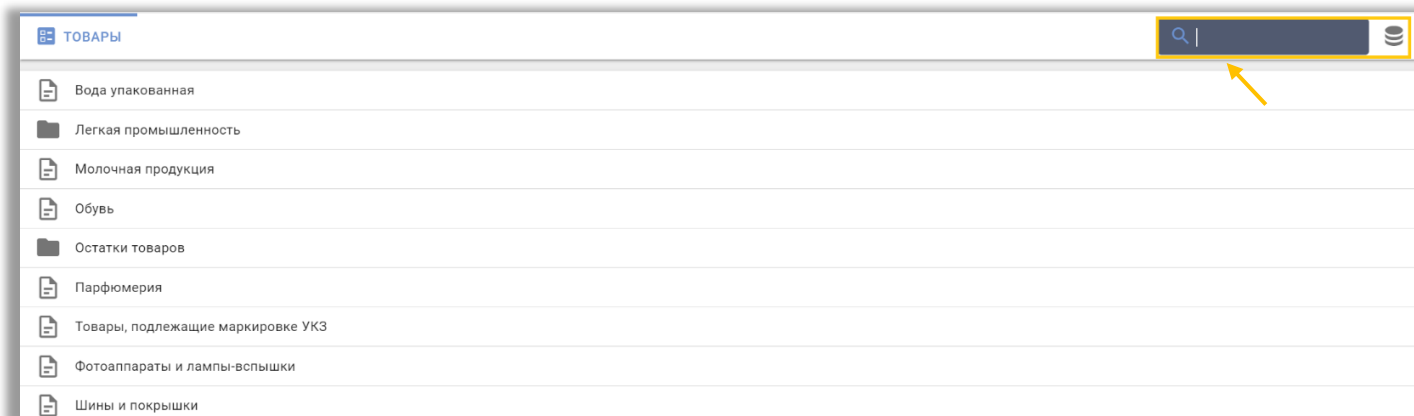 ТОВАРЫ
Вода упакованная
Легкая промышленность
Молочная продукция
Обувь
Остатки товаров
Парфюмерия
Товары, подлежащие маркировке УКЗ
Фотоаппараты и лампы-вспышки
Шины и покрышки